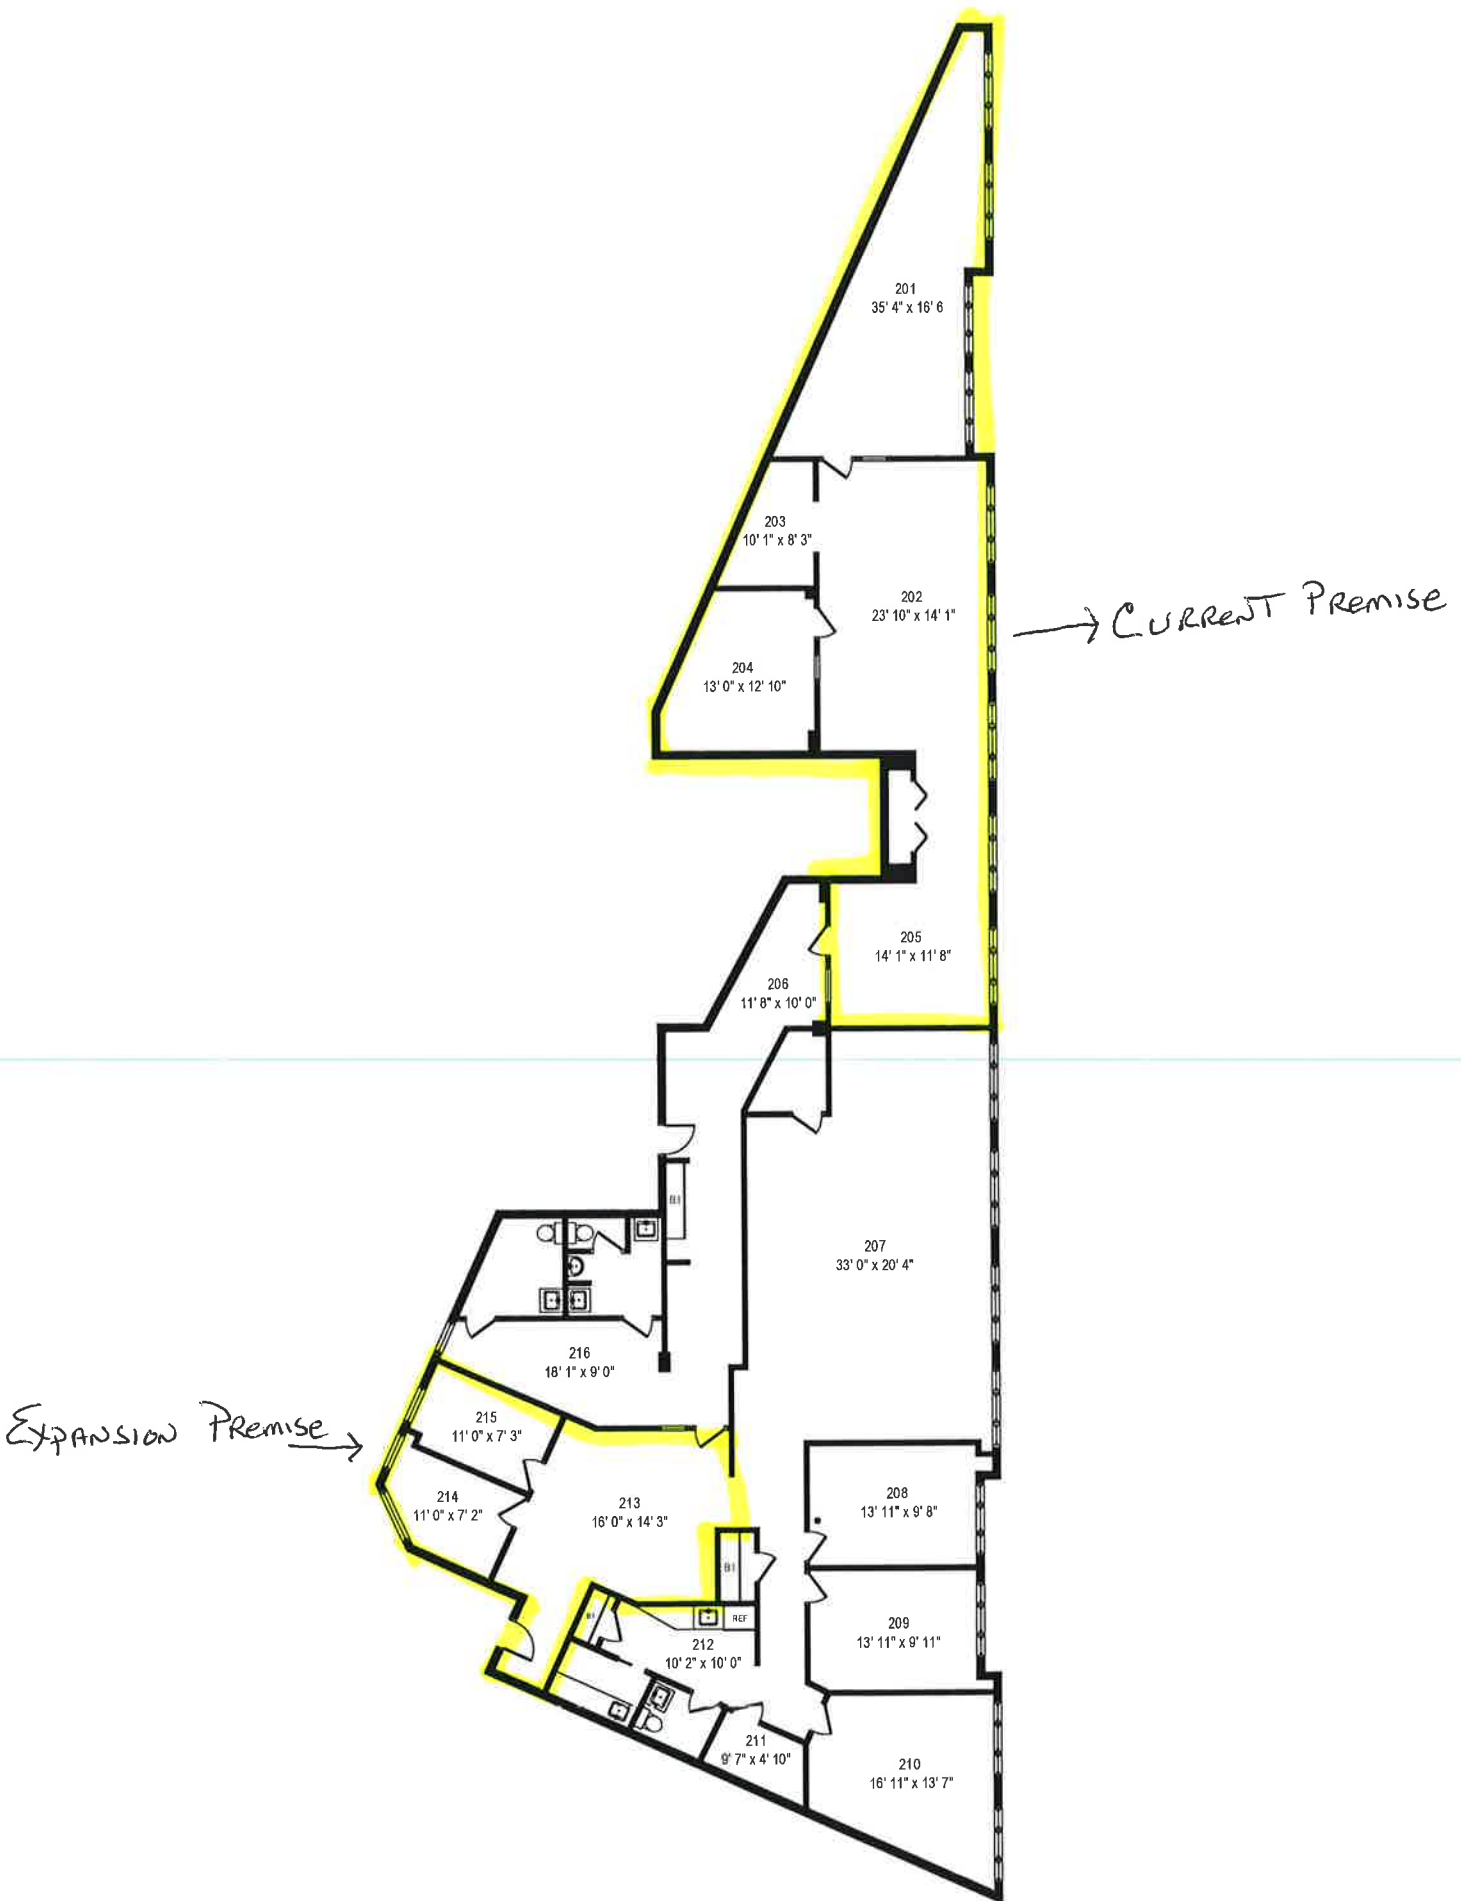 201
35' 4" x 16' 6
203
10' 1" x 8' 3"
202
23' 10" x 14' 1"
→ CURRENT PREMISE
204
13' 0" x 12' 10"
205
14' 1" x 11' 8"
206
11' 8" x 10' 0"
BI
207
33' 0" x 20' 4"
216
18' 1" x 9' 0"
EXPANSION PREMISE →
215
11' 0" x 7' 3"
214
11' 0" x 7' 2"
213
16' 0" x 14' 3"
208
13' 11" x 9' 8"
BI
BI
REF
209
13' 11" x 9' 11"
212
10' 2" x 10' 0"
211
9' 7" x 4' 10"
210
16' 11" x 13' 7"